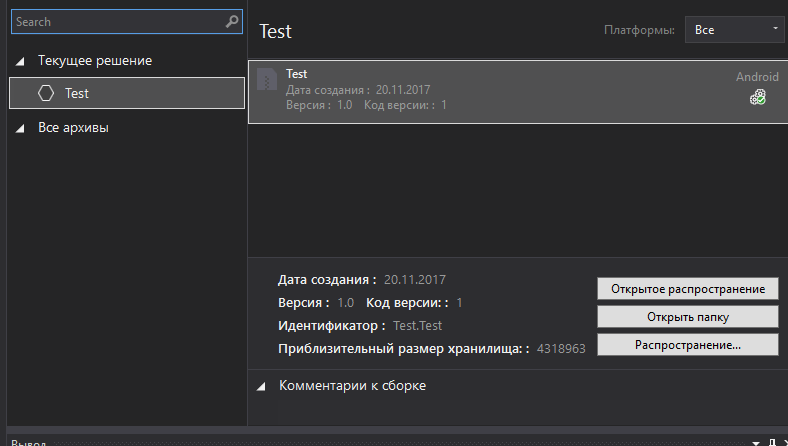 Search
Текущее решение
Test
Все архивы
Test
Платформы: Все
Test
Дата создания : 20.11.2017
Версия : 1.0 Код версии: : 1
Android
Дата создания : 20.11.2017
Версия : 1.0 Код версии: : 1
Идентификатор : Test.Test
Приблизительный размер хранилища: : 4318963
Открытое распространение
Открыть папку
Распространение...
Комментарии к сборке
Вывод